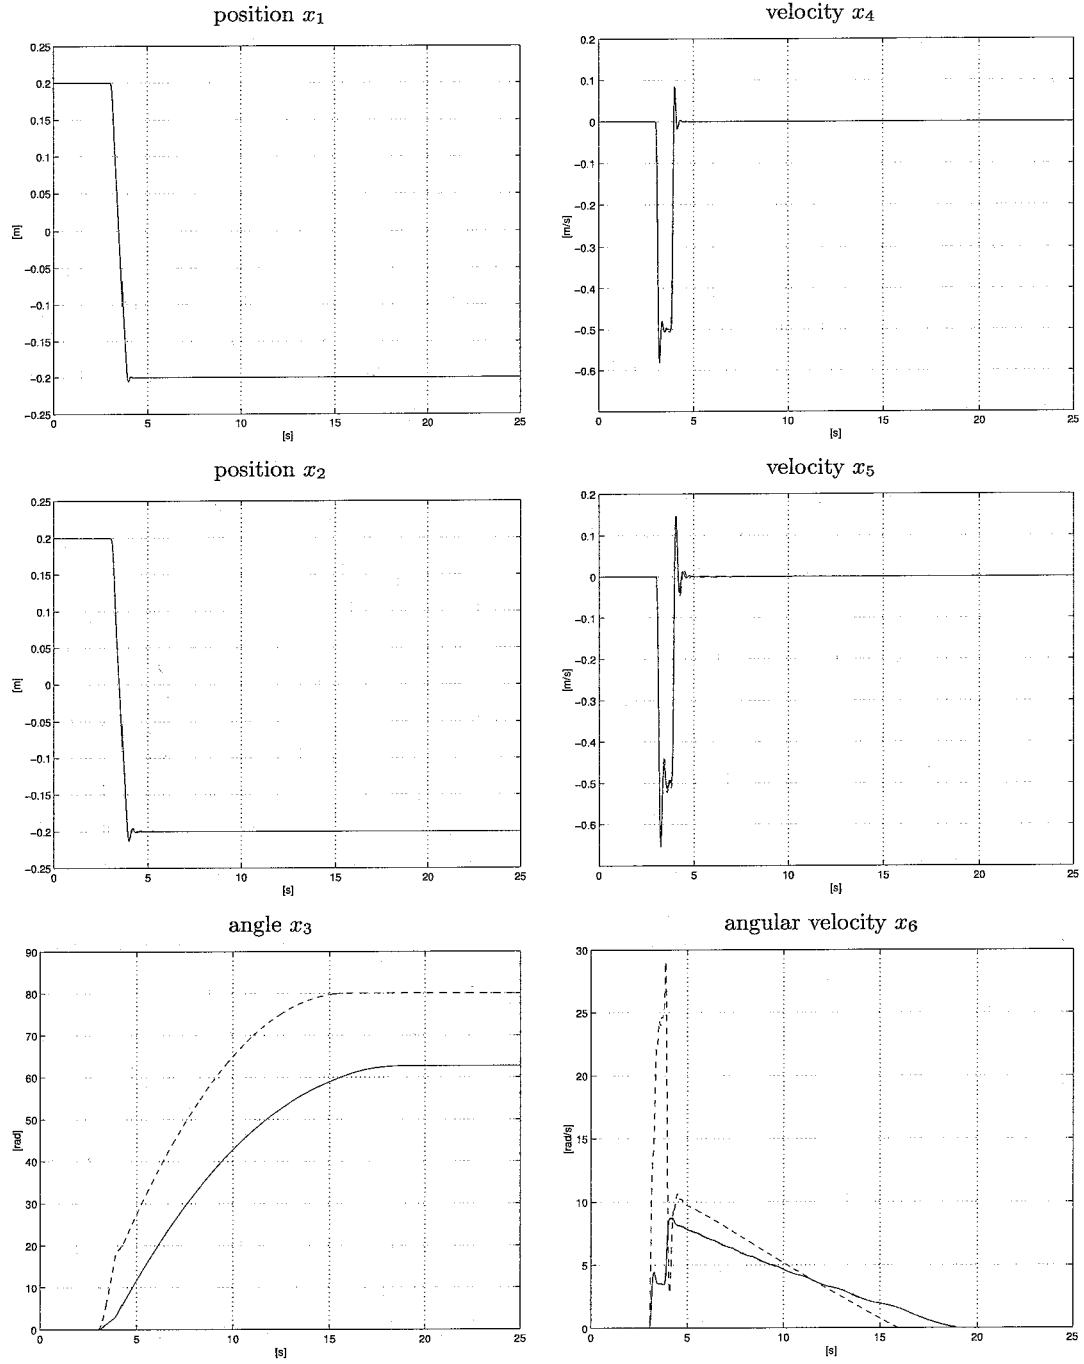 position x₁
0.25
0.2
0.15
0.1
0.05
0
−0.05
−0.1
−0.15
−0.2
−0.25
[m]
0 5 10 15 20 25
[s]
velocity x₄
0.2
0.1
0
−0.1
−0.2
−0.3
−0.4
−0.5
−0.6
[m/s]
0 5 10 15 20 25
[s]
position x₂
0.25
0.2
0.15
0.1
0.05
0
−0.05
−0.1
−0.15
−0.2
−0.25
[m]
0 5 10 15 20 25
[s]
velocity x₅
0.2
0.1
0
−0.1
−0.2
−0.3
−0.4
−0.5
−0.6
[m/s]
0 5 10 15 20 25
[s]
angle x₃
90
80
70
60
50
40
30
20
10
0
[rad]
0 5 10 15 20 25
[s]
angular velocity x₆
30
25
20
15
10
5
0
[rad/s]
0 5 10 15 20 25
[s]